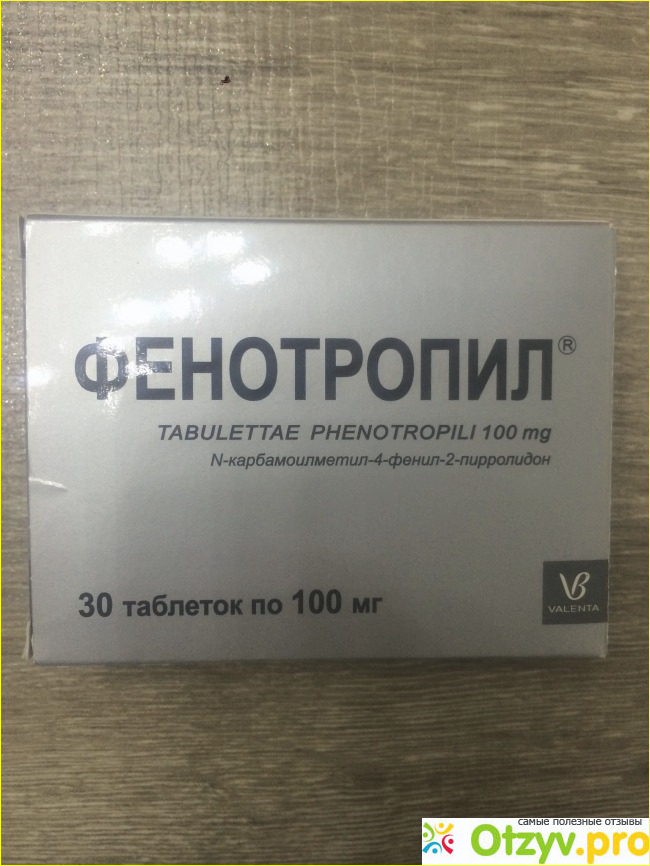 ФЕНОТРОПИЛ®
TABULETTAE PHENOTROPILI 100 mg
N-карбамоилметил-4-фенил-2-пирролидон
30 таблеток по 100 мг
VB
VALENTA
самые полезные отзывы
Otzyv.pro